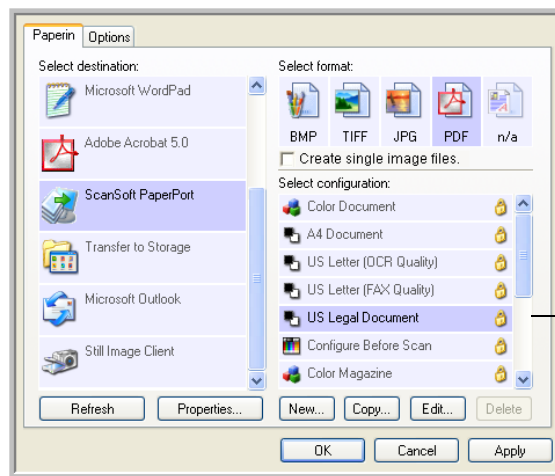 Paperin Options
Select destination:
Microsoft WordPad
Adobe Acrobat 5.0
ScanSoft PaperPort
Transfer to Storage
Microsoft Outlook
Still Image Client
Refresh Properties...
Select format:
BMP TIFF JPG PDF n/a
Create single image files.
Select configuration:
Color Document
A4 Document
US Letter (OCR Quality)
US Letter (FAX Quality)
US Legal Document
Configure Before Scan
Color Magazine
New... Copy... Edit... Delete
OK Cancel Apply